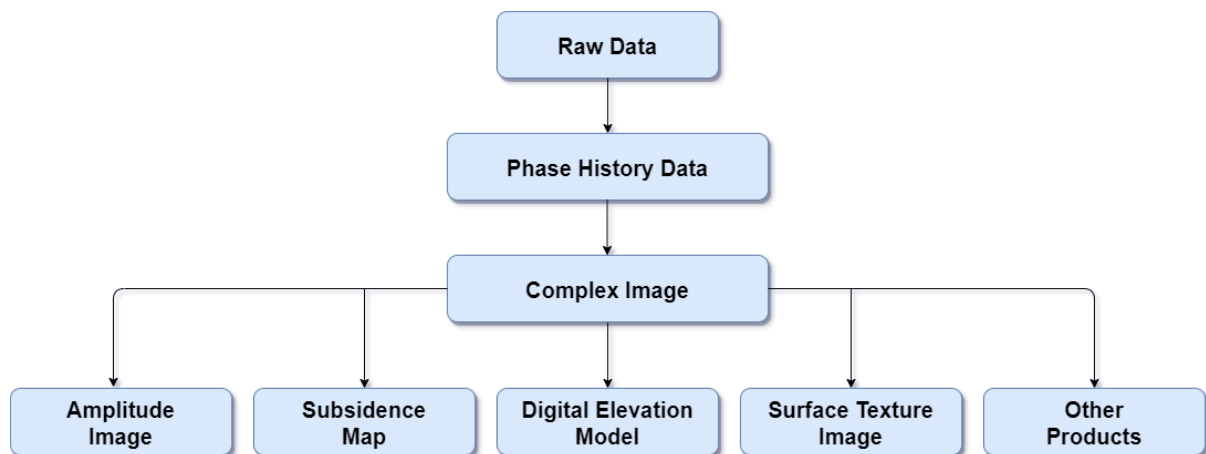 Raw Data
Phase History Data
Complex Image
Amplitude
Image
Subsidence
Map
Digital Elevation
Model
Surface Texture
Image
Other
Products